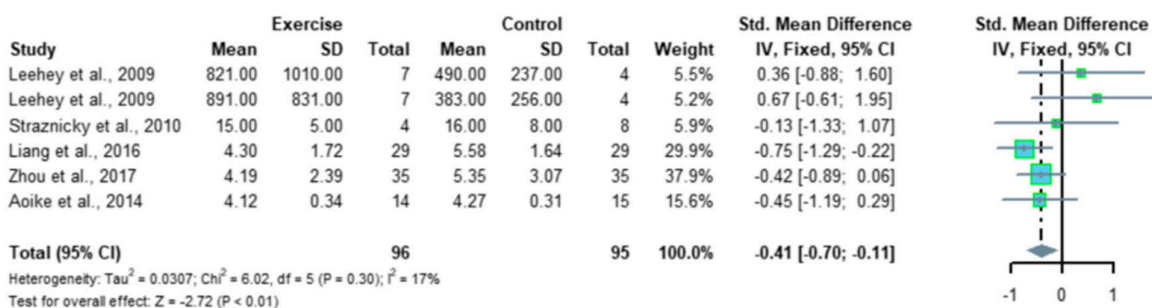 Exercise Control Std. Mean Difference Std. Mean Difference
Study Mean SD Total Mean SD Total Weight IV, Fixed, 95% CI IV, Fixed, 95% CI
Leehey et al., 2009 821.00 1010.00 7 490.00 237.00 4 5.5% 0.36 [-0.88; 1.60]
Leehey et al., 2009 891.00 831.00 7 383.00 256.00 4 5.2% 0.67 [-0.61; 1.95]
Straznicky et al., 2010 15.00 5.00 4 16.00 8.00 8 5.9% -0.13 [-1.33; 1.07]
Liang et al., 2016 4.30 1.72 29 5.58 1.64 29 29.9% -0.75 [-1.29; -0.22]
Zhou et al., 2017 4.19 2.39 35 5.35 3.07 35 37.9% -0.42 [-0.89; 0.06]
Aoike et al., 2014 4.12 0.34 14 4.27 0.31 15 15.6% -0.45 [-1.19; 0.29]
Total (95% CI) 96 95 100.0% -0.41 [-0.70; -0.11]
Heterogeneity: Tau² = 0.0307; Chi² = 6.02, df = 5 (P = 0.30); I² = 17%
Test for overall effect: Z = -2.72 (P < 0.01)
-1 0 1